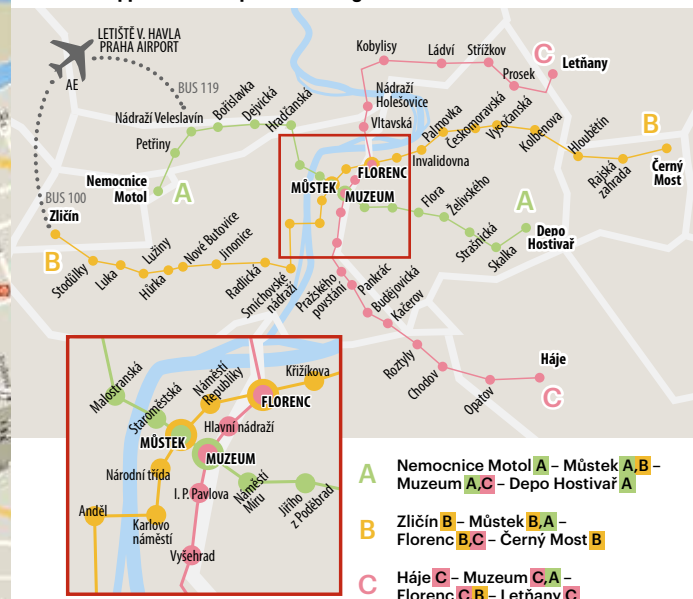 LETIŠTĚ V. HAVLA
PRAHA AIRPORT
AE
BUS 119
BUS 100
Kobylisy
Ládví
Střížkov
Prosek
C
Letňany
Nádraží
Holešovice
Vltavská
Nádraží Veleslavín
Bořislavka
Dejvická
Hradčanská
Petřiny
Nemocnice
Motol
A
Palmovka
Českomoravská
Vysočanská
Kolbenova
Hloubětín
Rajská
zahrada
B
Černý
Most
Invalidovna
FLORENC
MŮSTEK
MUZEUM
Flora
Želivského
Strašnická
Skalka
A
Depo
Hostivař
Zličín
B
Stodůlky
Luka
Lužiny
Hůrka
Nové Butovice
Jinonice
Radlická
Smíchovské
nádraží
Pražského
povstání
Pankrác
Budějovická
Kačerov
Roztyly
Chodov
Opatov
Háje
C
Malostranská
Staroměstská
Náměstí
Republiky
Křižíkova
FLORENC
Hlavní nádraží
MŮSTEK
MUZEUM
Národní třída
I. P. Pavlova
Náměstí
Míru
Jiřího
z Poděbrad
Anděl
Karlovo
náměstí
Vyšehrad
A Nemocnice Motol A – Můstek A,B –
Muzeum A,C – Depo Hostivař A
B Zličín B – Můstek B,A –
Florenc B,C – Černý Most B
C Háje C – Muzeum C,A –
Florenc C,B – Letňany C